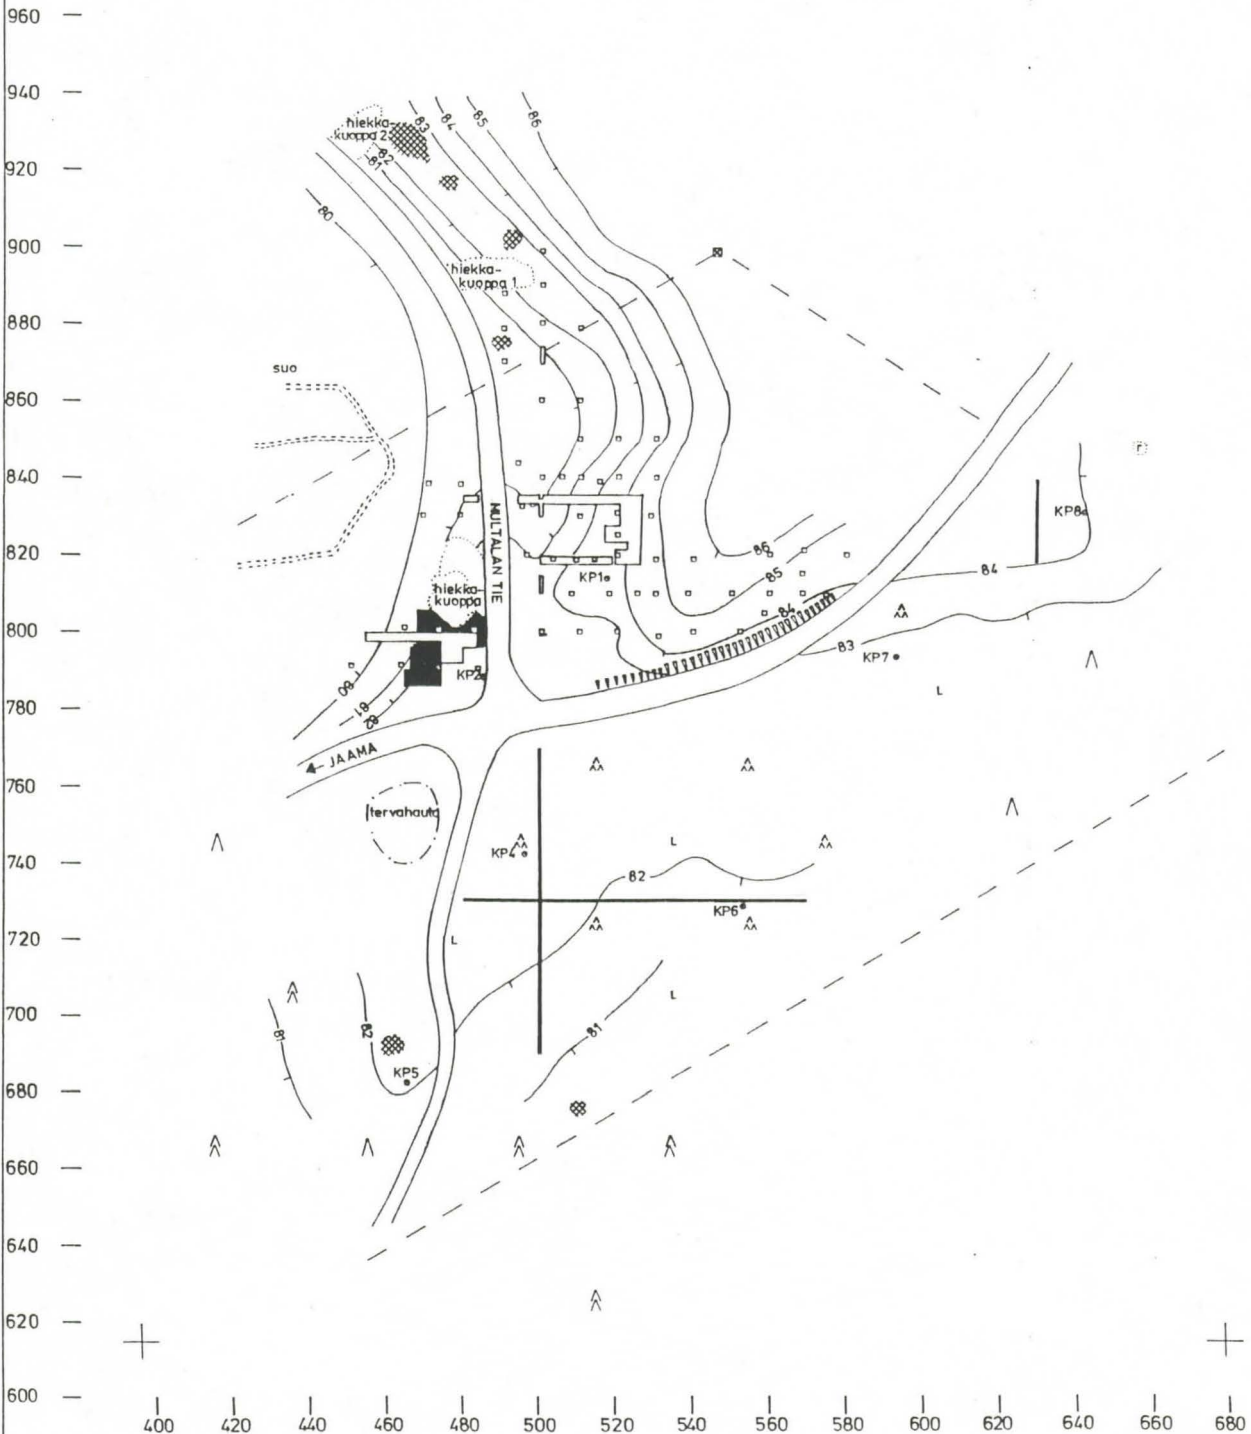 960
940
920
900
880
860
840
820
800
780
760
740
720
700
680
660
640
620
600
hiekka-
kuoppa 2
83
84
85
86
82
81
80
hiekka-
kuoppa 1
suo
r
MULTALAN TIE
KP8
86
85
84
84
KP1
hiekka-
kuoppa
83
KP7
KP2
80
81
82
L
JAAMA
tervahauta
KP4
L
82
KP6
L
L
81
82
81
KP5
400
420
440
460
480
500
520
540
560
580
600
620
640
660
680